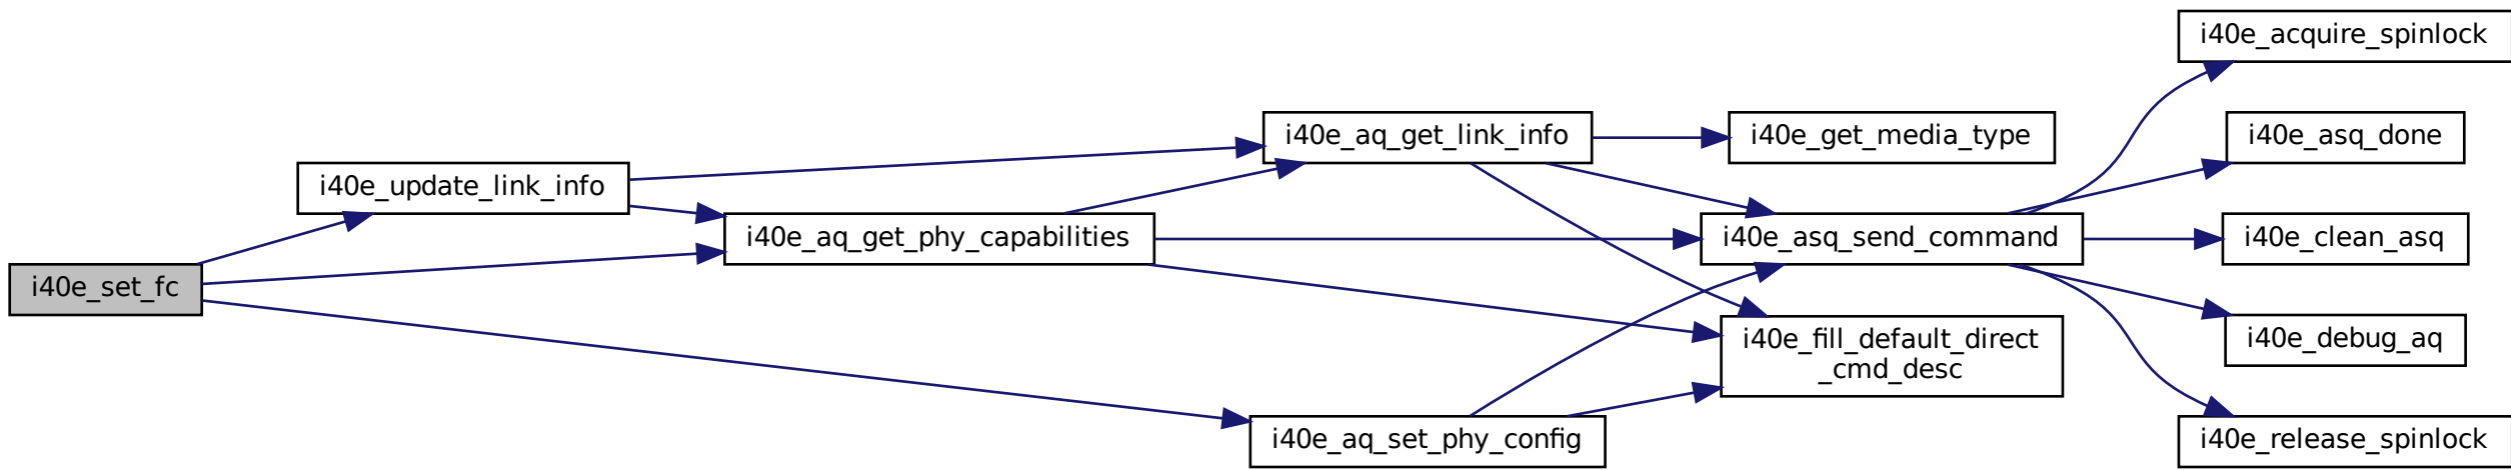 i40e_set_fc
i40e_update_link_info
i40e_aq_get_phy_capabilities
i40e_aq_get_link_info
i40e_aq_set_phy_config
i40e_get_media_type
i40e_asq_send_command
i40e_fill_default_direct
_cmd_desc
i40e_acquire_spinlock
i40e_asq_done
i40e_clean_asq
i40e_debug_aq
i40e_release_spinlock